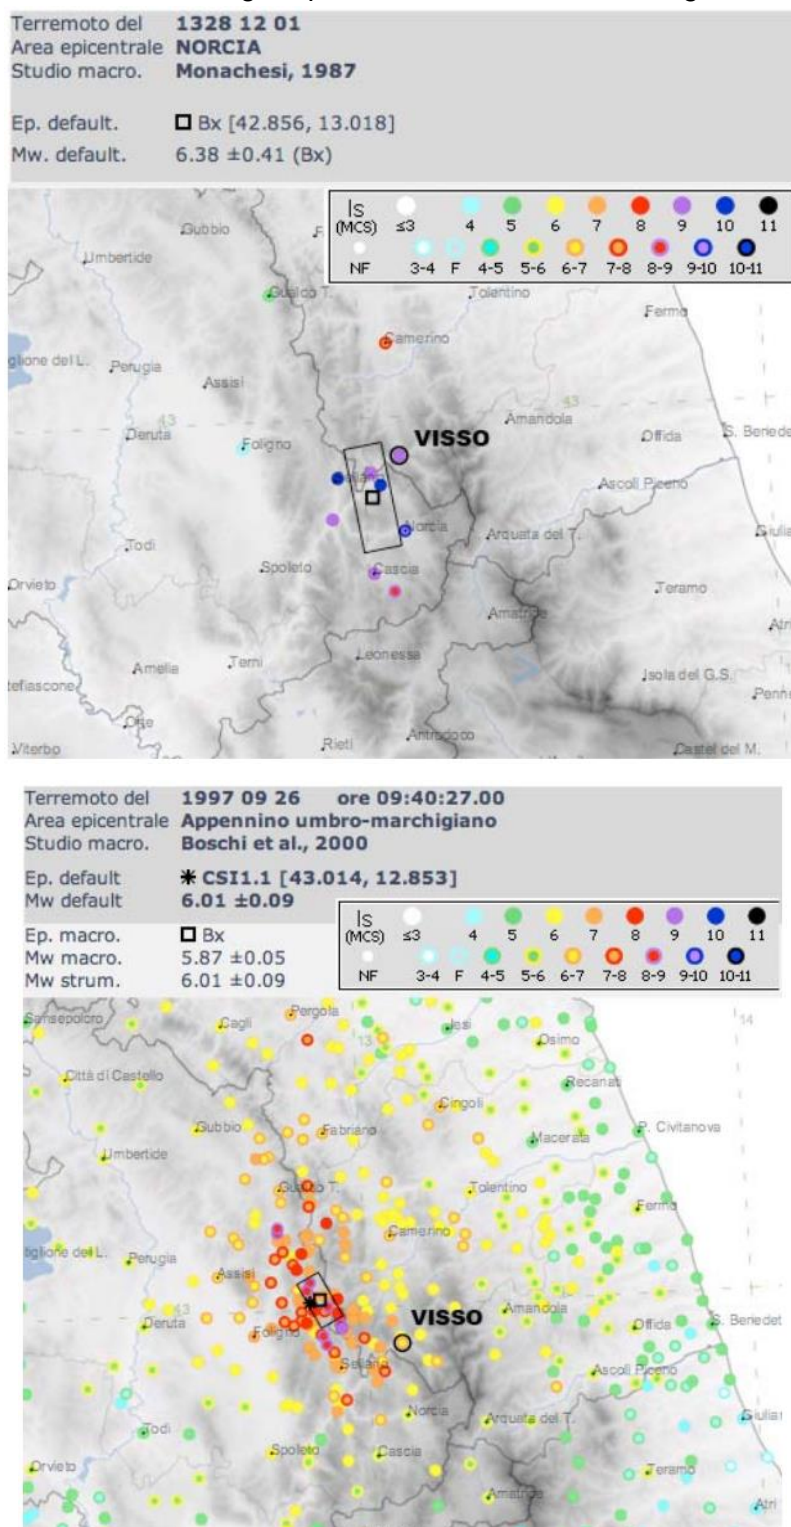 Terremoto del 1328 12 01
Area epicentrale NORCIA
Studio macro. Monachesi, 1987
Ep. default. Bx [42.856, 13.018]
Mw. default. 6.38 ±0.41 (Bx)
Is (MCS) ≤3 4 5 6 7 8 9 10 11
NF 3-4 F 4-5 5-6 6-7 7-8 8-9 9-10 10-11
Gubbio
Umbertide
Gualdo T.
Tolentino
Fermo
Camerino
glione del L.
Perugia
Assisi
43
43
Amandola
Deruta
Foligno
VISSO
Offida
S. Benede
Sellano
Ascoli Piceno
Norcia
Arquata del T.
Giulia
Todi
Spoleto
Cascia
Orvieto
Teramo
Amatrice
Atri
Leonessa
Amelia
Terni
Isola del G.S.
tefiascone
Penne
Orte
Viterbo
Rieti
Antrodoco
Castel del M.
Terremoto del 1997 09 26 ore 09:40:27.00
Area epicentrale Appennino umbro-marchigiano
Studio macro. Boschi et al., 2000
Ep. default CSI1.1 [43.014, 12.853]
Mw default 6.01 ±0.09
Ep. macro. Bx
Mw macro. 5.87 ±0.05
Mw strum. 6.01 ±0.09
Is (MCS) ≤3 4 5 6 7 8 9 10 11
NF 3-4 F 4-5 5-6 6-7 7-8 8-9 9-10 10-11
Sansepolcro
Cagli
Pergola
Jesi
14
13
Osimo
Città di Castello
Recanati
Cingoli
Gubbio
Fabriano
Macerata
P. Civitanova
Umbertide
Gualdo T.
Tolentino
Fermo
Camerino
tiglione del L.
Perugia
Assisi
43
Amandola
Deruta
Foligno
VISSO
Offida
S. Benedet
Sellano
Ascoli Piceno
Norcia
Arquata del T.
Giulian
Todi
Spoleto
Cascia
Orvieto
Teramo
Amatrice
Atri